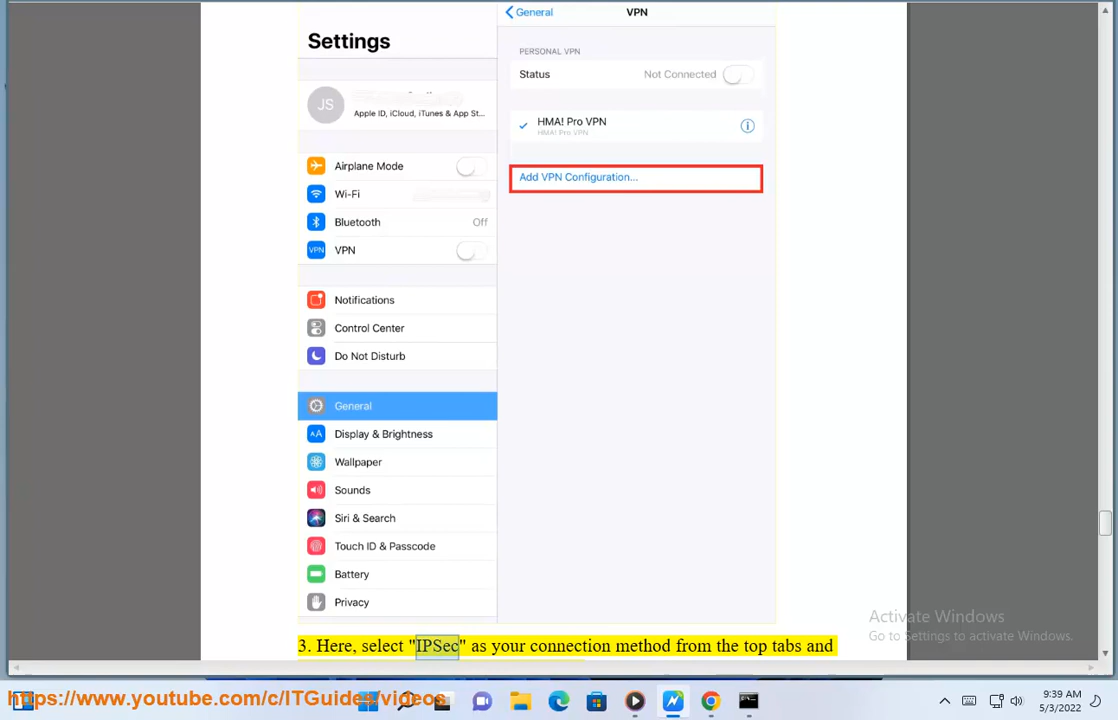 Settings
JS
Apple ID, iCloud, iTunes & App St...
Airplane Mode
Wi-Fi
Bluetooth Off
VPN VPN
Notifications
Control Center
Do Not Disturb
General
AA Display & Brightness
Wallpaper
Sounds
Siri & Search
Touch ID & Passcode
Battery
Privacy
General VPN
PERSONAL VPN
Status Not Connected
HMA! Pro VPN
HMA! Pro VPN
Add VPN Configuration...
3. Here, select "IPSec" as your connection method from the top tabs and
Activate Windows
Go to Settings to activate Windows.
https://www.youtube.com/c/ITGuides/videos
9:39 AM
5/3/2022